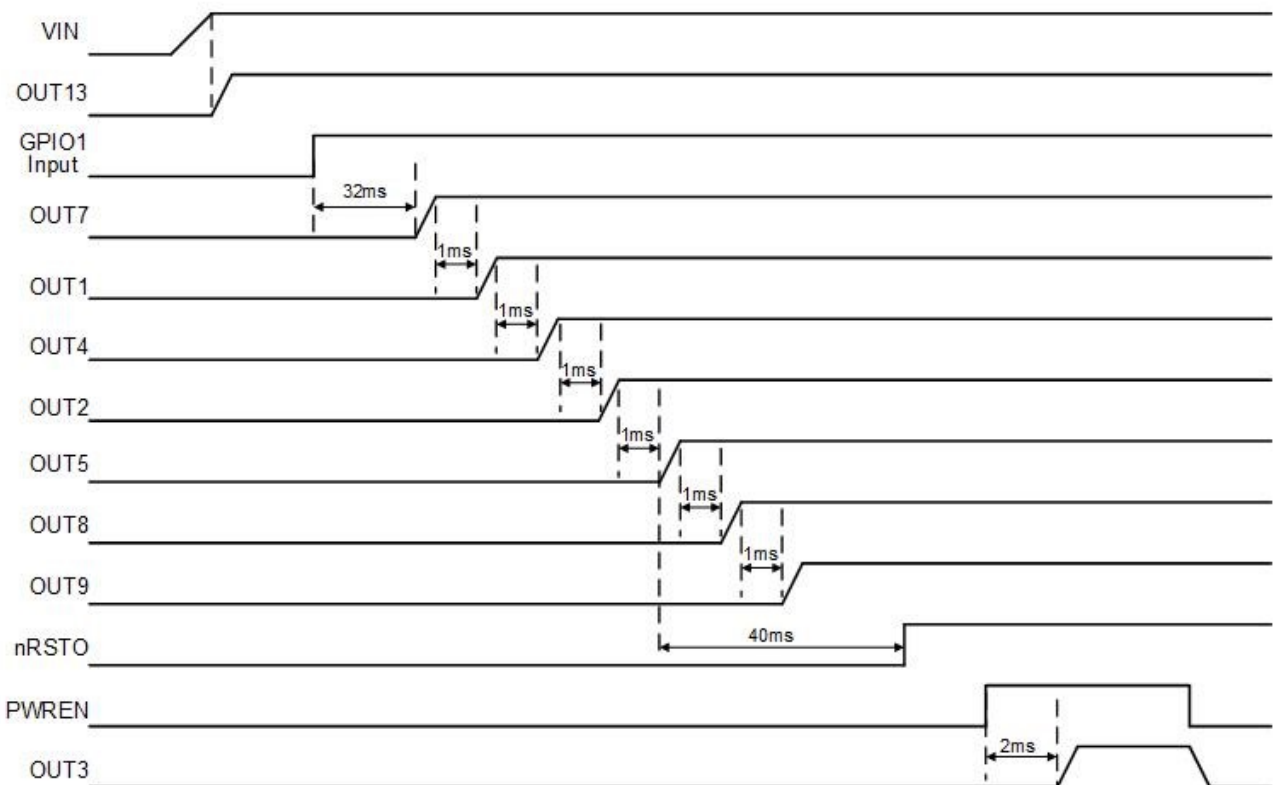 VIN
OUT13
GPIO1
Input
32ms
OUT7
1ms
OUT1
1ms
OUT4
1ms
OUT2
1ms
OUT5
1ms
OUT8
1ms
OUT9
40ms
nRSTO
PWREN
2ms
OUT3